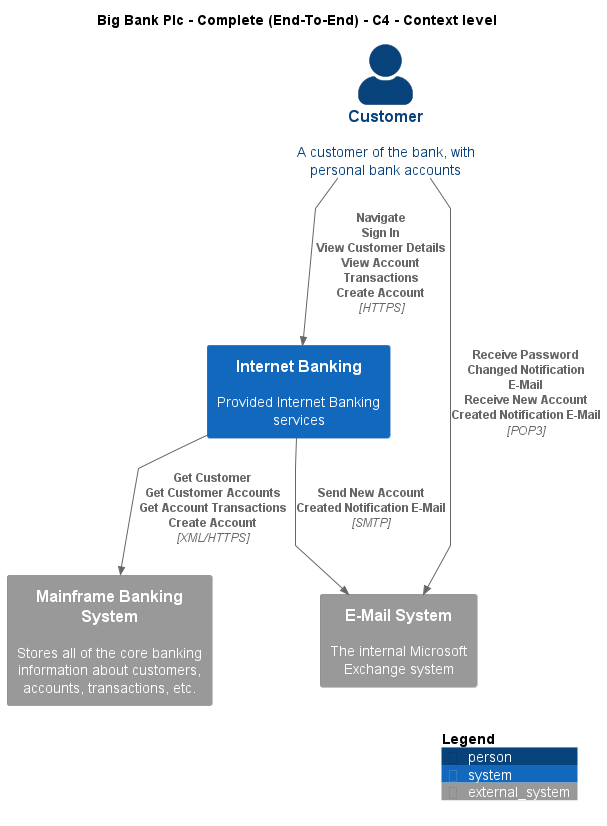 Big Bank Plc - Complete (End-To-End) - C4 - Context level
Customer
A customer of the bank, with
personal bank accounts
Navigate
Sign In
View Customer Details
View Account
Transactions
Create Account
[HTTPS]
Receive Password
Changed Notification
E-Mail
Receive New Account
Created Notification E-Mail
[POP3]
Internet Banking
Provided Internet Banking
services
Get Customer
Get Customer Accounts
Get Account Transactions
Create Account
[XML/HTTPS]
Send New Account
Created Notification E-Mail
[SMTP]
Mainframe Banking
System
Stores all of the core banking
information about customers,
accounts, transactions, etc.
E-Mail System
The internal Microsoft
Exchange system
Legend
person
system
external_system